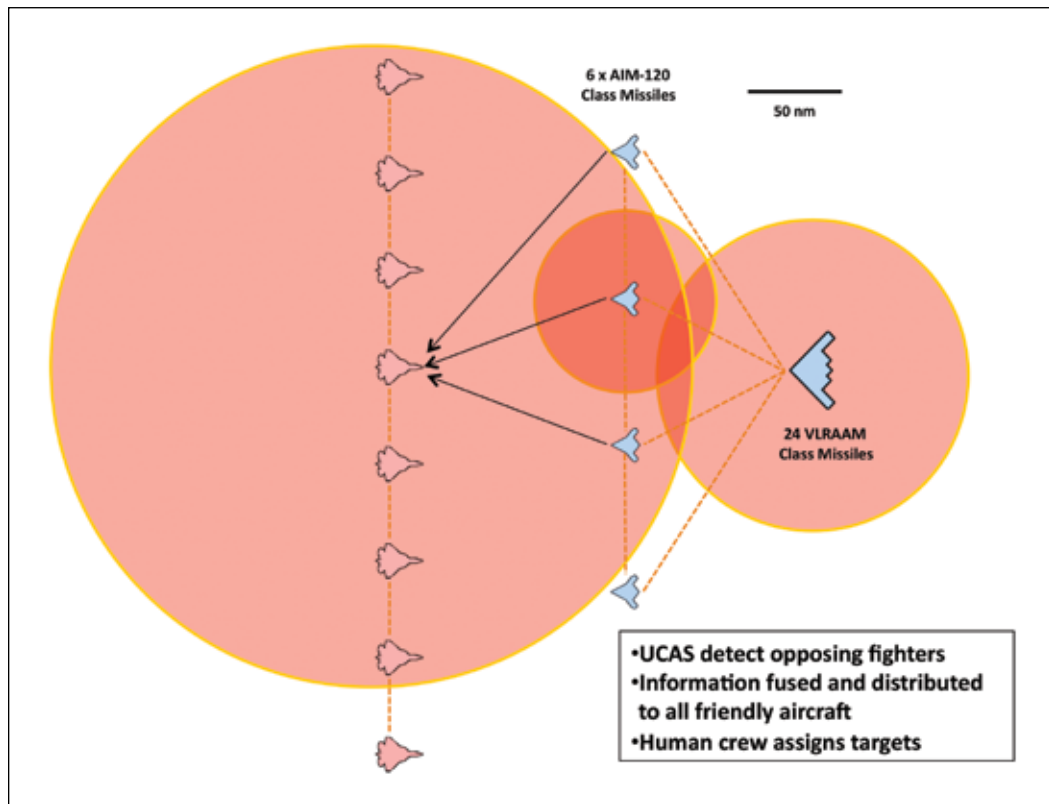 6 x AIM-120
Class Missiles
50 nm
24 VLRAAM
Class Missiles
•UCAS detect opposing fighters
•Information fused and distributed
to all friendly aircraft
•Human crew assigns targets